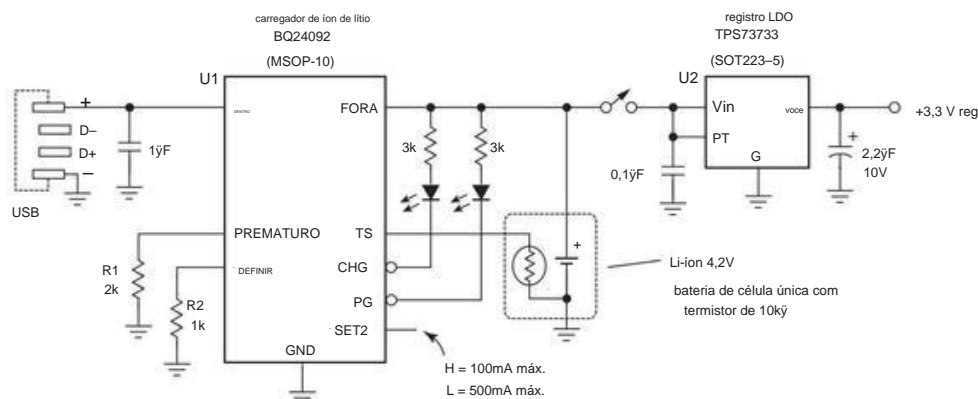 carregador de íon de lítio
BQ24092
(MSOP-10)
registro LDO
TPS73733
(SOT223–5)
U1
U2
DENTRO
FORA
Vin
voce
+3,3 V reg
+
D–
D+
–
1ÿF
3k
3k
PT
G
0,1ÿF
+
2,2ÿF
10V
USB
PREMATURO
TS
R1
2k
DEFINIR
CHG
+
Li-íon 4,2V
bateria de célula única com
termistor de 10kÿ
R2
1k
PG
SET2
GND
H = 100mA máx.
L = 500mA máx.